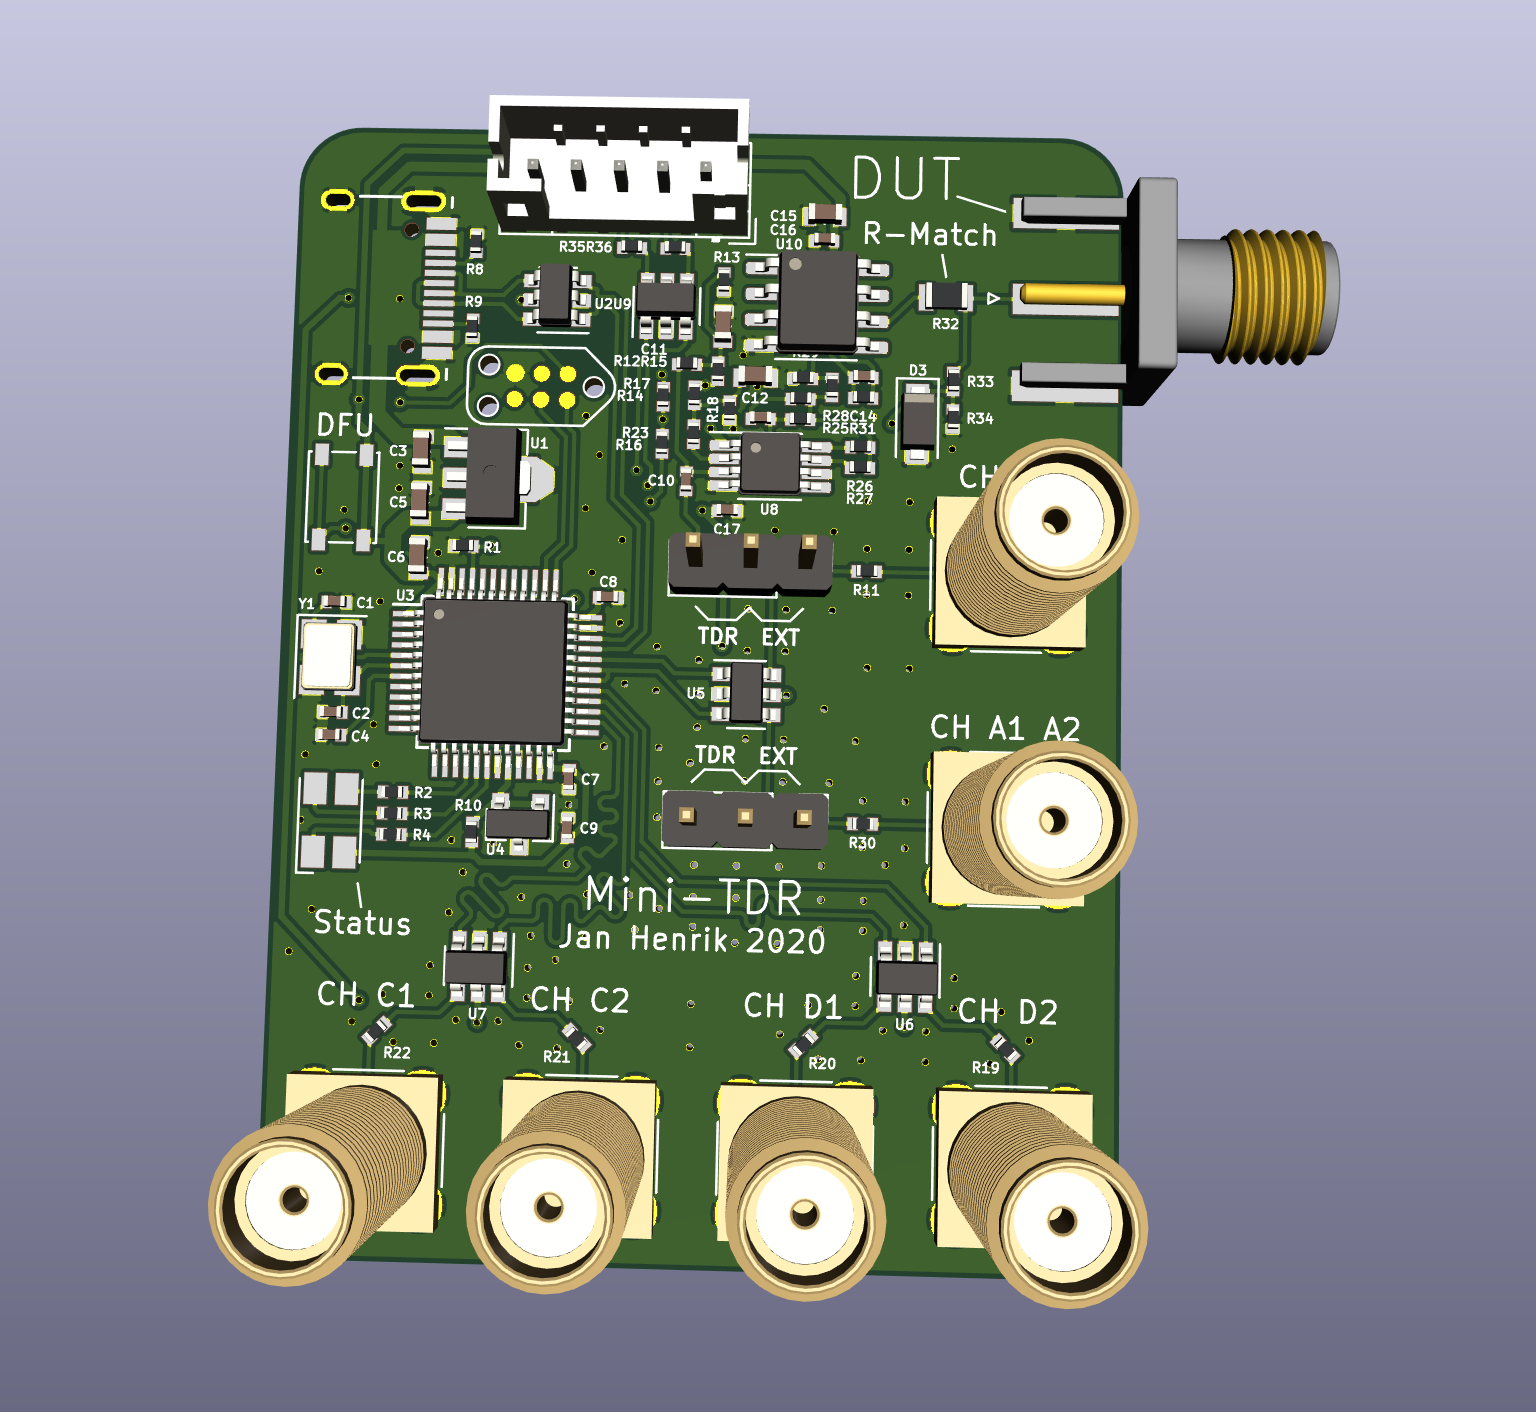 DUT
C15
C16
U10
R-Match
R35R36
R13
R8
R9
U2U9
R32
C11
R12R15
D3
R17
R14
R33
C12
R28C14
R18
R25R31
R34
DFU
R23
R16
U1
C3
CH
C10
R26
R27
C5
U8
C17
C6
R1
R11
C8
Y1
C1
U3
TDR
EXT
U5
C2
C4
CH A1 A2
TDR
EXT
C7
R2
R3
R4
R10
C9
U4
R30
Mini-TDR
Jan Henrik 2020
Status
CH C1
CH C2
CH D1
CH D2
U7
U6
R22
R21
R20
R19